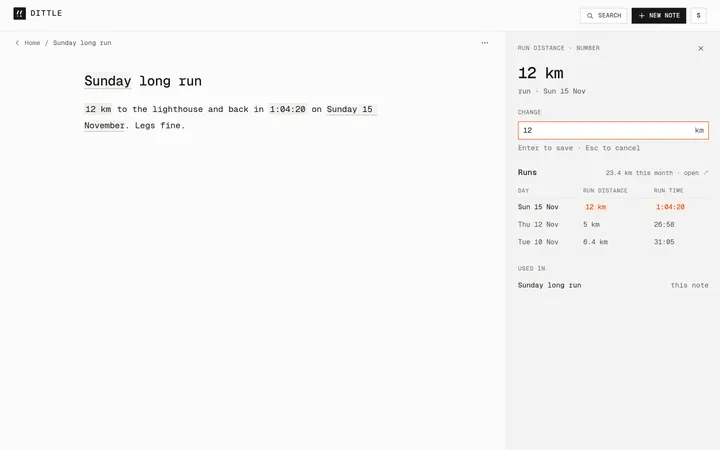 DITTLE
SEARCH
NEW NOTE
S
Home / Sunday long run
Sunday long run
12 km to the lighthouse and back in 1:04:20 on Sunday 15
November. Legs fine.
RUN DISTANCE · NUMBER
12 km
run · Sun 15 Nov
CHANGE
12 km
Enter to save · Esc to cancel
Runs 23.4 km this month · open ↗
DAY RUN DISTANCE RUN TIME
Sun 15 Nov 12 km 1:04:20
Thu 12 Nov 5 km 26:58
Tue 10 Nov 6.4 km 31:05
USED IN
Sunday long run this note